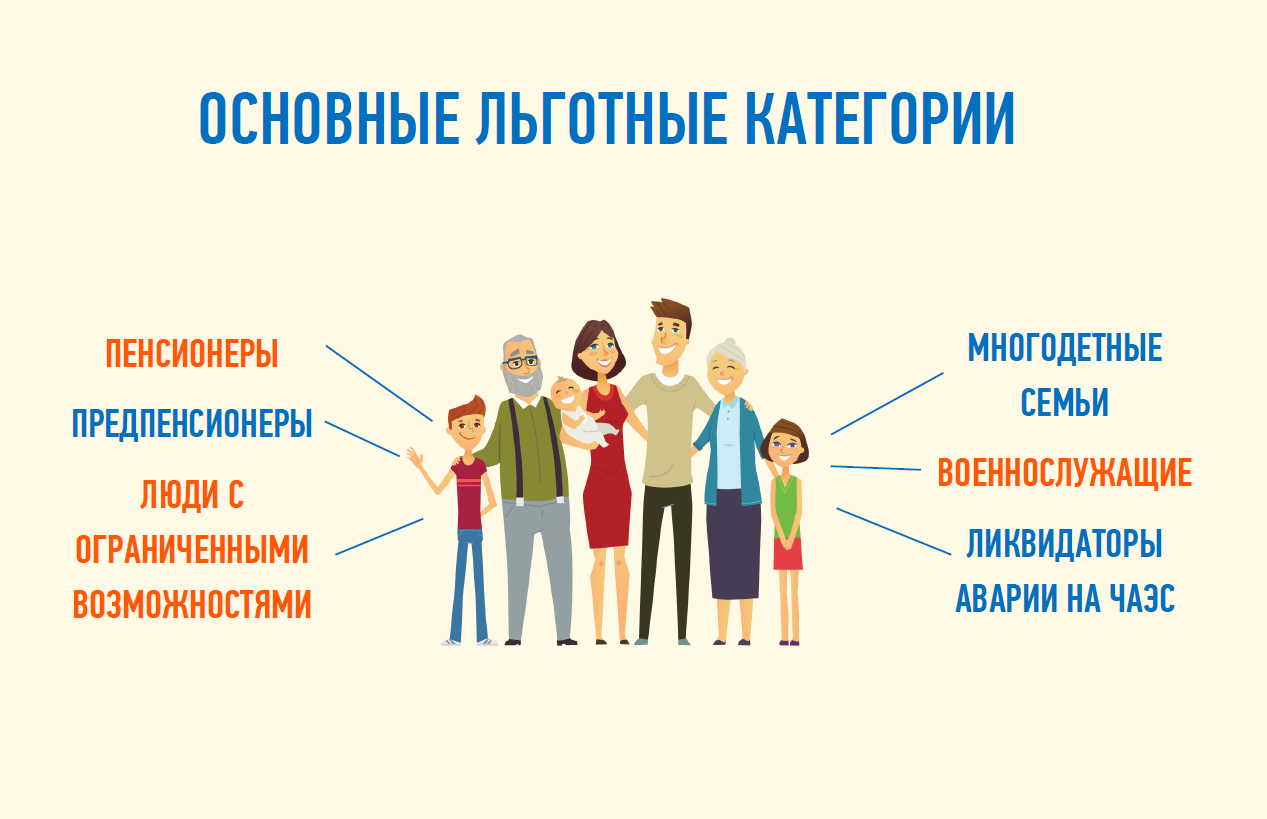 ОСНОВНЫЕ ЛЬГОТНЫЕ КАТЕГОРИИ
ПЕНСИОНЕРЫ
ПРЕДПЕНСИОНЕРЫ
ЛЮДИ С
ОГРАНИЧЕННЫМИ
ВОЗМОЖНОСТЯМИ
МНОГОДЕТНЫЕ
СЕМЬИ
ВОЕННОСЛУЖАЩИЕ
ЛИКВИДАТОРЫ
АВАРИИ НА ЧАЭС